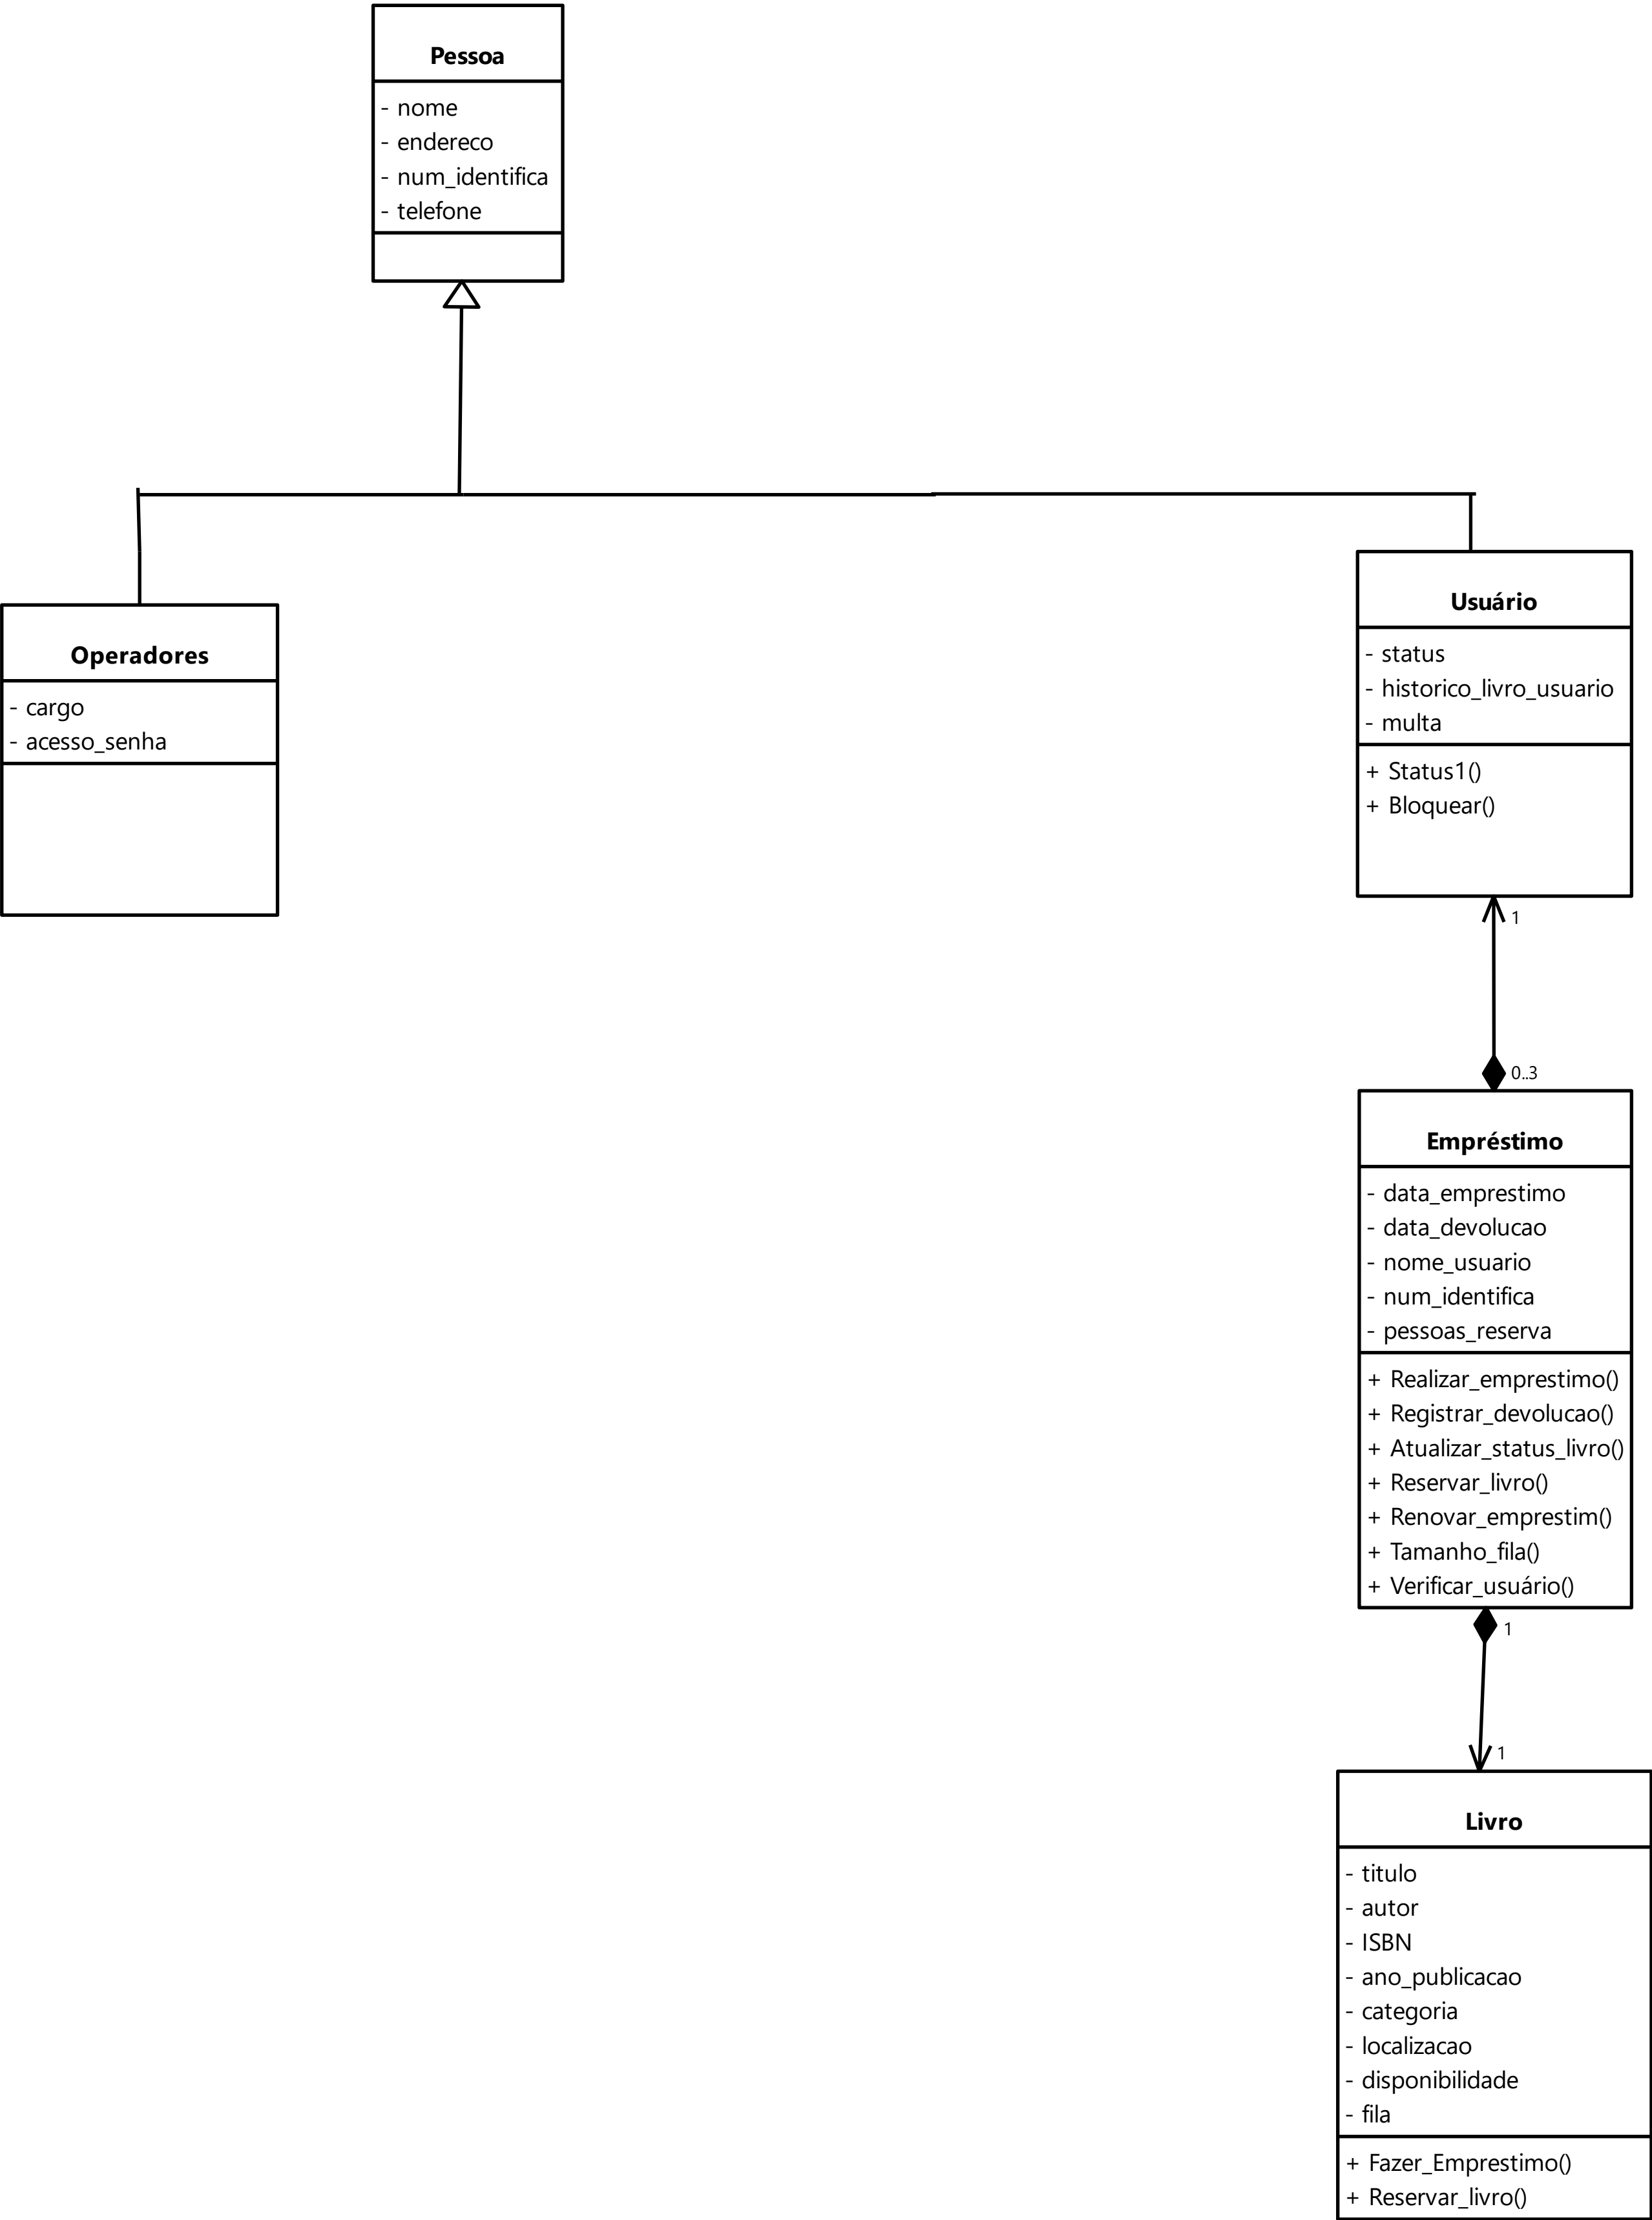 Pessoa
- nome
- endereco
- num_identifica
- telefone
Operadores
- cargo
- acesso_senha
Usuário
- status
- historico_livro_usuario
- multa
+ Status1()
+ Bloquear()
1
0..3
Empréstimo
- data_emprestimo
- data_devolucao
- nome_usuario
- num_identifica
- pessoas_reserva
+ Realizar_emprestimo()
+ Registrar_devolucao()
+ Atualizar_status_livro()
+ Reservar_livro()
+ Renovar_emprestim()
+ Tamanho_fila()
+ Verificar_usuário()
1
1
Livro
- titulo
- autor
- ISBN
- ano_publicacao
- categoria
- localizacao
- disponibilidade
- fila
+ Fazer_Emprestimo()
+ Reservar_livro()